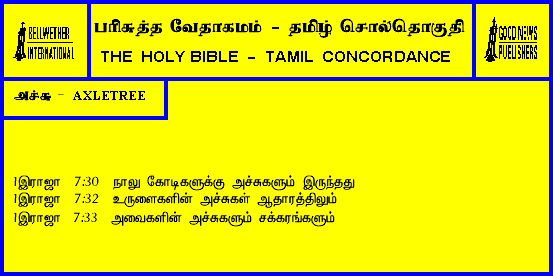 BELLWETHER
INTERNATIONAL
பரிசுத்த வேதாகமம் - தமிழ் சொல்தொகுதி
THE HOLY BIBLE - TAMIL CONCORDANCE
GOOD NEWS
PUBLISHERS
அச்சு - AXLETREE
1இராஜா 7:30 நாலு கோடிகளுக்கு அச்சுகளும் இருந்தது
1இராஜா 7:32 உருளைகளின் அச்சுகள் ஆதாரத்திலும்
1இராஜா 7:33 அவைகளின் அச்சுகளும் சக்கரங்களும்